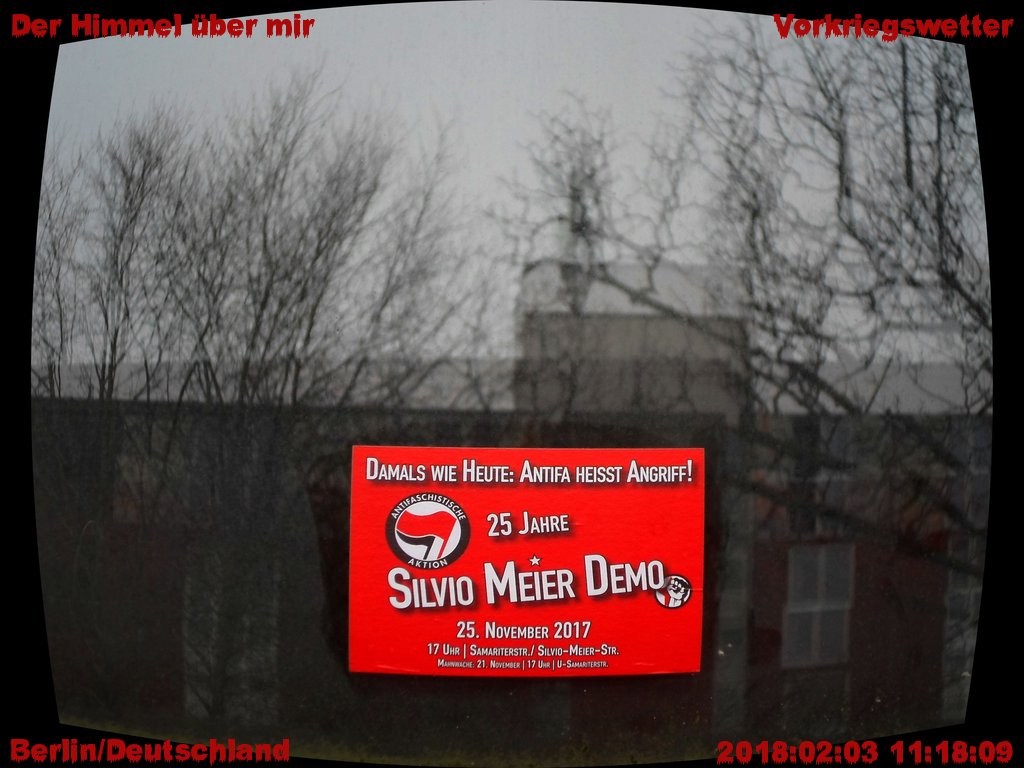 Der Himmel über mir
Vorkriegswetter
DAMALS WIE HEUTE: ANTIFA HEISST ANGRIFF!
ANTIFASCHISTISCHE
AKTION
25 JAHRE
SILVIO MEIER DEMO
25. NOVEMBER 2017
17 UHR | SAMARITERSTR./ SILVIO-MEIER-STR.
MAHNWACHE: 21. NOVEMBER | 17 UHR | U-SAMARITERSTR.
Berlin/Deutschland
2018:02:03 11:18:09